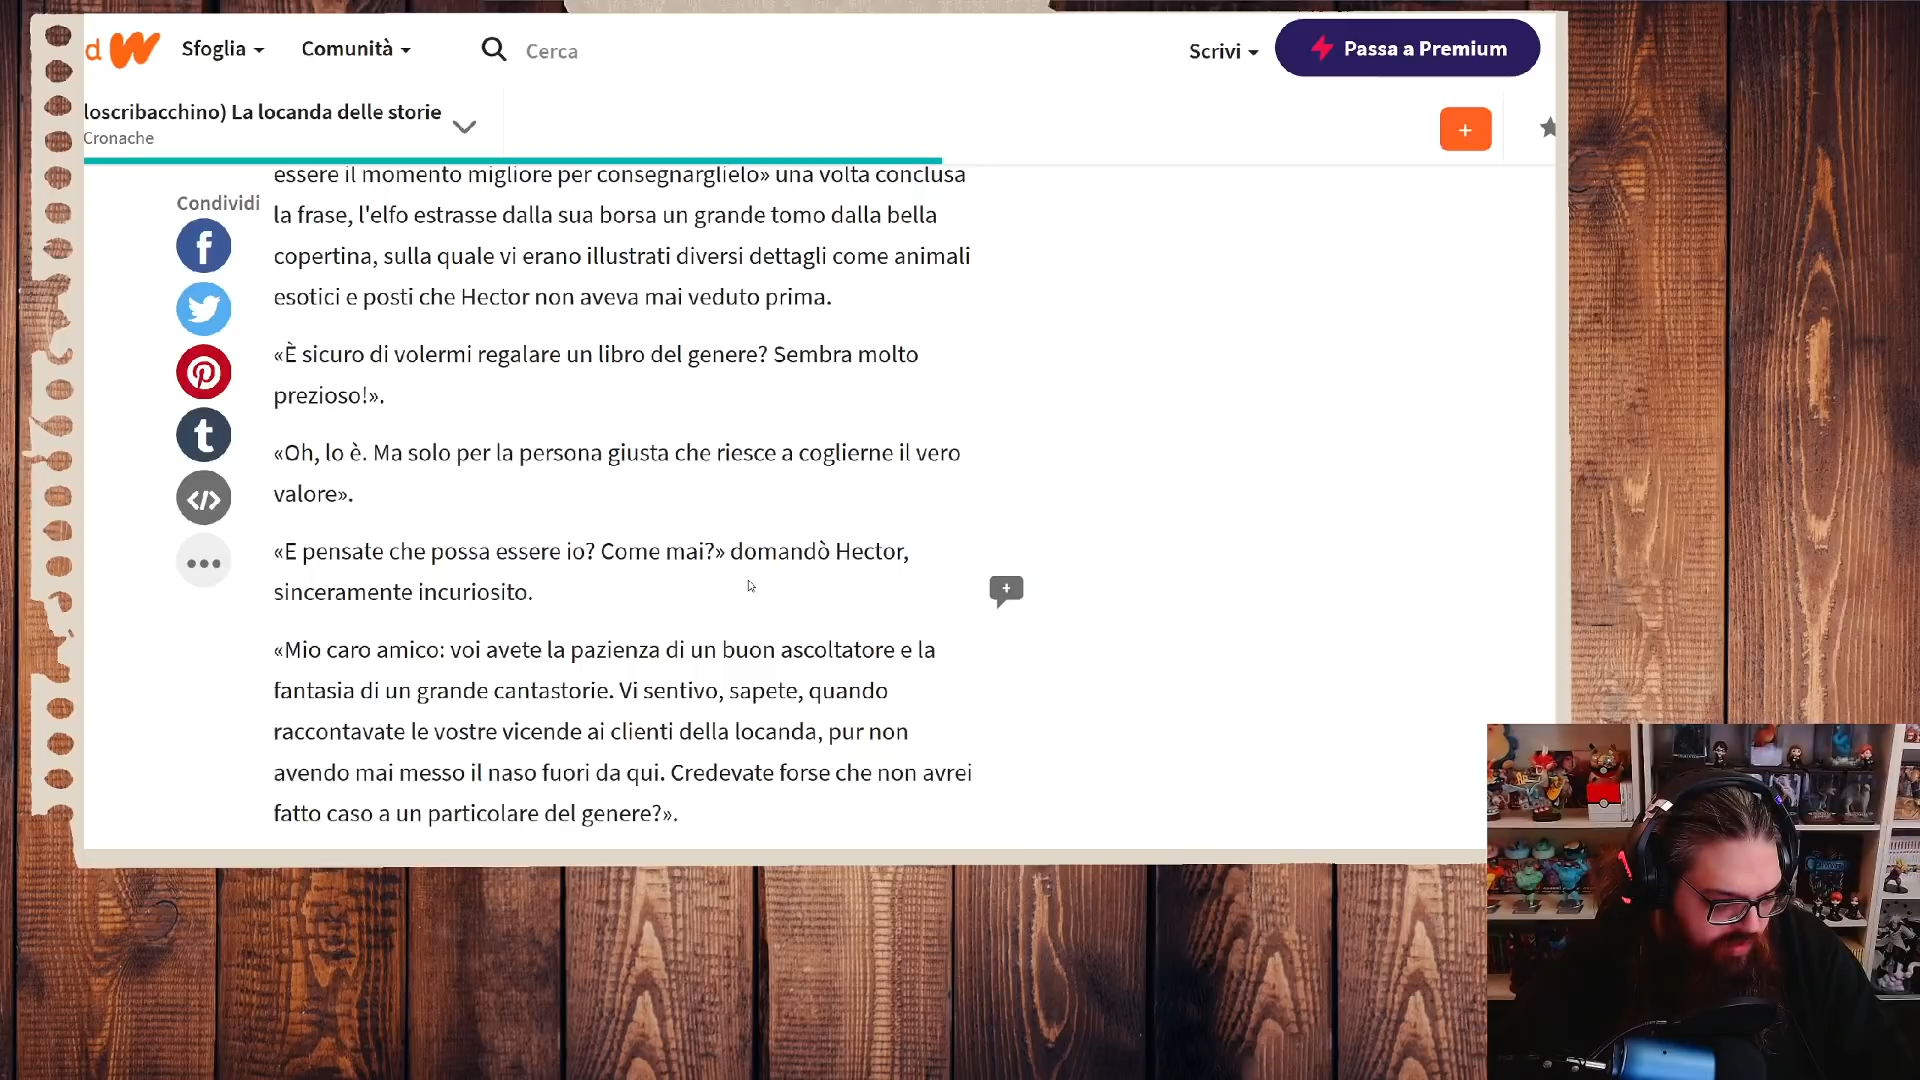 d
Sfoglia
Comunità
Cerca
Scrivi
Passa a Premium
loscribacchino) La locanda delle storie
Cronache
Condividi
essere il momento migliore per consegnarglielo» una volta conclusa
la frase, l'elfo estrasse dalla sua borsa un grande tomo dalla bella
copertina, sulla quale vi erano illustrati diversi dettagli come animali
esotici e posti che Hector non aveva mai veduto prima.
«È sicuro di volermi regalare un libro del genere? Sembra molto
prezioso!».
«Oh, lo è. Ma solo per la persona giusta che riesce a coglierne il vero
valore».
«E pensate che possa essere io? Come mai?» domandò Hector,
sinceramente incuriosito.
«Mio caro amico: voi avete la pazienza di un buon ascoltatore e la
fantasia di un grande cantastorie. Vi sentivo, sapete, quando
raccontavate le vostre vicende ai clienti della locanda, pur non
avendo mai messo il naso fuori da qui. Credevate forse che non avrei
fatto caso a un particolare del genere?».